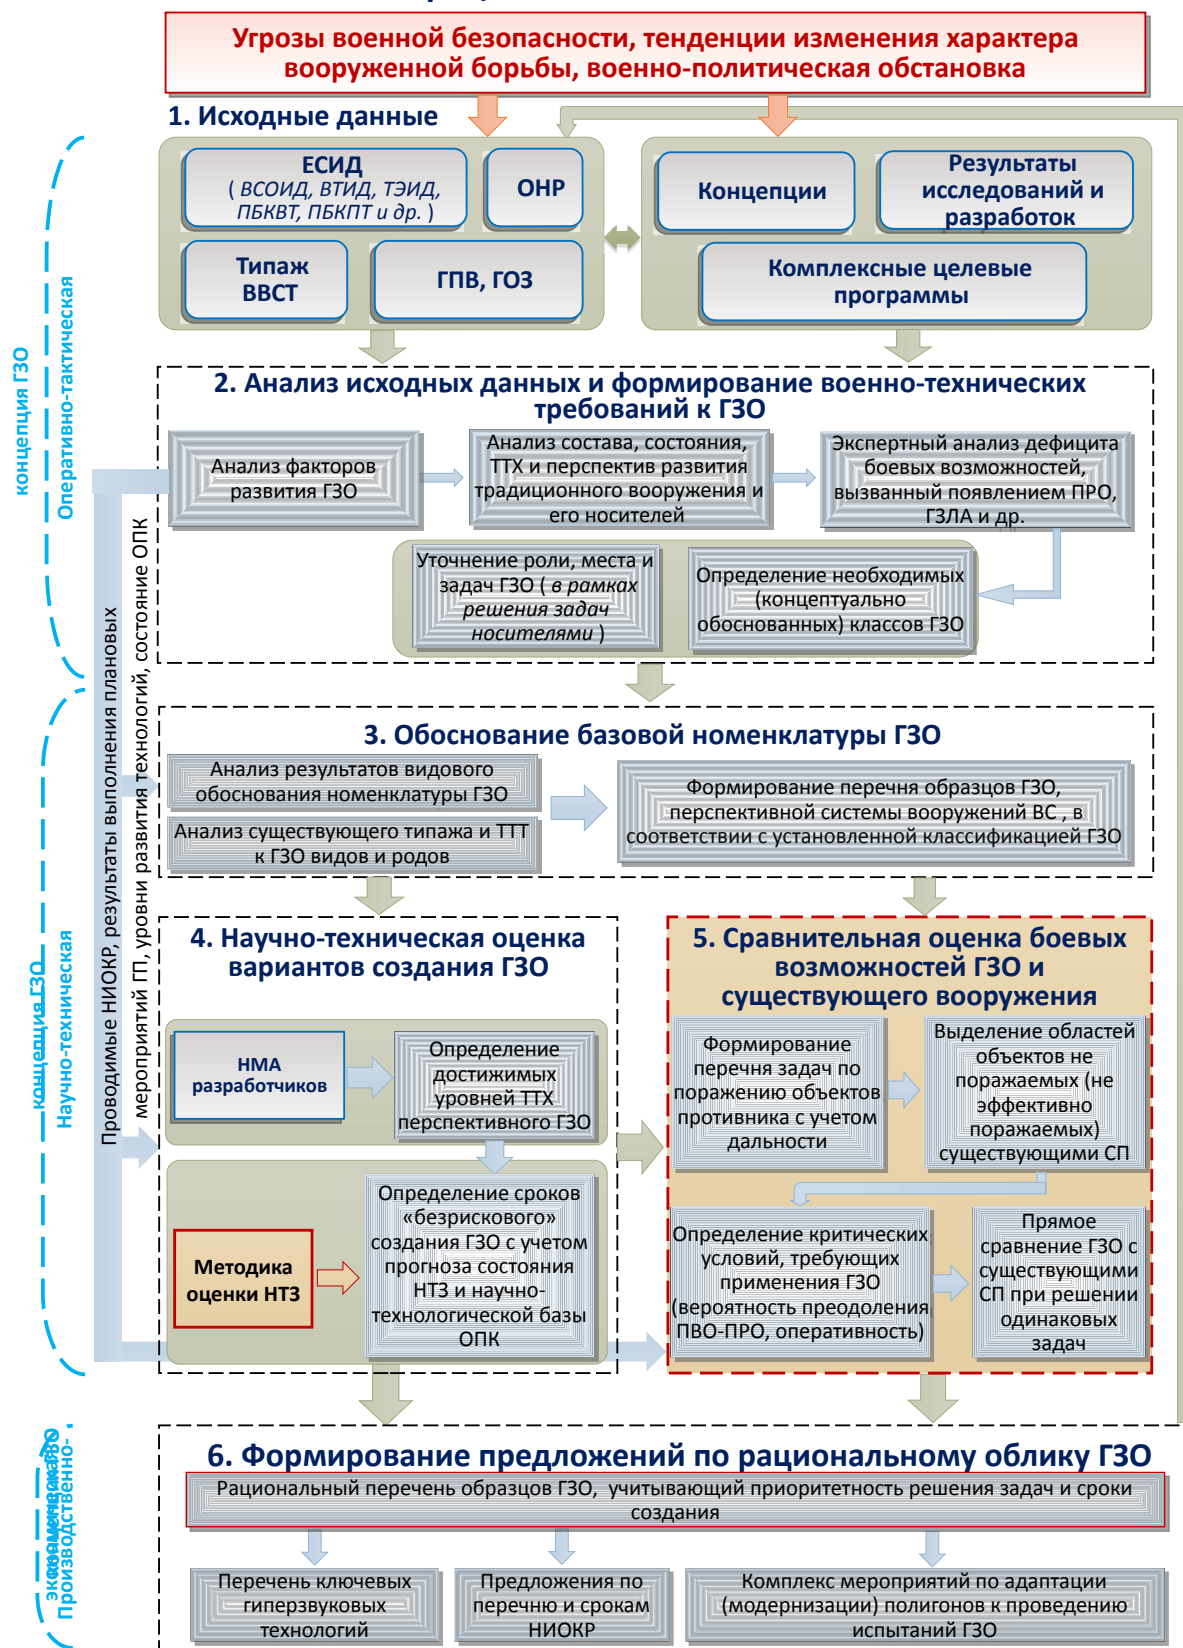 Угрозы военной безопасности, тенденции изменения характера
вооруженной борьбы, военно-политическая обстановка
1. Исходные данные
ЕСИД
( ВСОИД, ВТИД, ТЭИД,
ПБКВТ, ПБКПТ и др. )
ОНР
Типаж
ВВСТ
ГПВ, ГОЗ
Концепции
Результаты
исследований и
разработок
Комплексные целевые
программы
концепция ГЗО
Оперативно-тактическая
2. Анализ исходных данных и формирование военно-технических
требований к ГЗО
Анализ факторов
развития ГЗО
Анализ состава, состояния,
ТТХ и перспектив развития
традиционного вооружения и
его носителей
Экспертный анализ дефицита
боевых возможностей,
вызванный появлением ПРО,
ГЗЛА и др.
Уточнение роли, места и
задач ГЗО ( в рамках
решения задач
носителями )
Определение необходимых
(концептуально
обоснованных) классов ГЗО
Проводимые НИОКР, результаты выполнения плановых
мероприятий ГП, уровни развития технологий, состояние ОПК
3. Обоснование базовой номенклатуры ГЗО
Анализ результатов видового
обоснования номенклатуры ГЗО
Анализ существующего типажа и ТТТ
к ГЗО видов и родов
Формирование перечня образцов ГЗО,
перспективной системы вооружений ВС , в
соответствии с установленной классификацией ГЗО
концепция ГЗО
Научно-техническая
4. Научно-техническая оценка
вариантов создания ГЗО
НМА
разработчиков
Определение
достижимых
уровней ТТХ
перспективного ГЗО
Методика
оценки НТЗ
Определение сроков
«безрискового»
создания ГЗО с учетом
прогноза состояния
НТЗ и научно-
технологической базы
ОПК
5. Сравнительная оценка боевых
возможностей ГЗО и
существующего вооружения
Формирование
перечня задач по
поражению объектов
противника с учетом
дальности
Выделение областей
объектов не
поражаемых (не
эффективно
поражаемых)
существующими СП
Определение критических
условий, требующих
применения ГЗО
(вероятность преодоления
ПВО-ПРО, оперативность)
Прямое
сравнение ГЗО с
существующими
СП при решении
одинаковых
задач
Производственно-
6. Формирование предложений по рациональному облику ГЗО
Рациональный перечень образцов ГЗО, учитывающий приоритетность решения задач и сроки
создания
Перечень ключевых
гиперзвуковых
технологий
Предложения по
перечню и срокам
НИОКР
Комплекс мероприятий по адаптации
(модернизации) полигонов к проведению
испытаний ГЗО